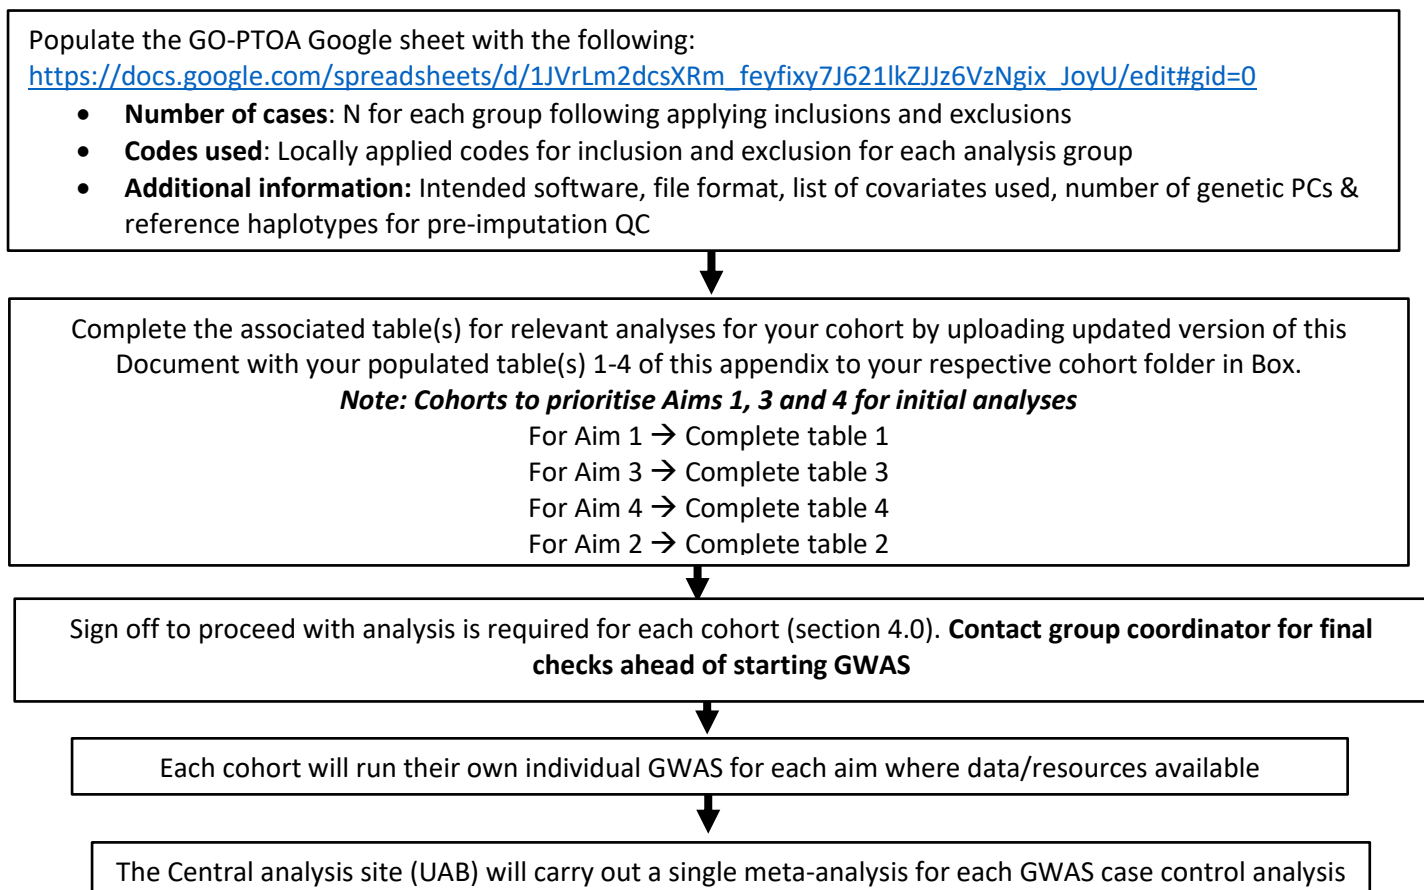 Populate the GO-PTOA Google sheet with the following:
https://docs.google.com/spreadsheets/d/1JVrLm2dcsXRm_feyfixy7J621lkZJJz6VzNgix_JoyU/edit#gid=0
• Number of cases: N for each group following applying inclusions and exclusions
• Codes used: Locally applied codes for inclusion and exclusion for each analysis group
• Additional information: Intended software, file format, list of covariates used, number of genetic PCs &
reference haplotypes for pre-imputation QC
Complete the associated table(s) for relevant analyses for your cohort by uploading updated version of this
Document with your populated table(s) 1-4 of this appendix to your respective cohort folder in Box.
Note: Cohorts to prioritise Aims 1, 3 and 4 for initial analyses
For Aim 1 → Complete table 1
For Aim 3 → Complete table 3
For Aim 4 → Complete table 4
For Aim 2 → Complete table 2
Sign off to proceed with analysis is required for each cohort (section 4.0). Contact group coordinator for final
checks ahead of starting GWAS
Each cohort will run their own individual GWAS for each aim where data/resources available
The Central analysis site (UAB) will carry out a single meta-analysis for each GWAS case control analysis